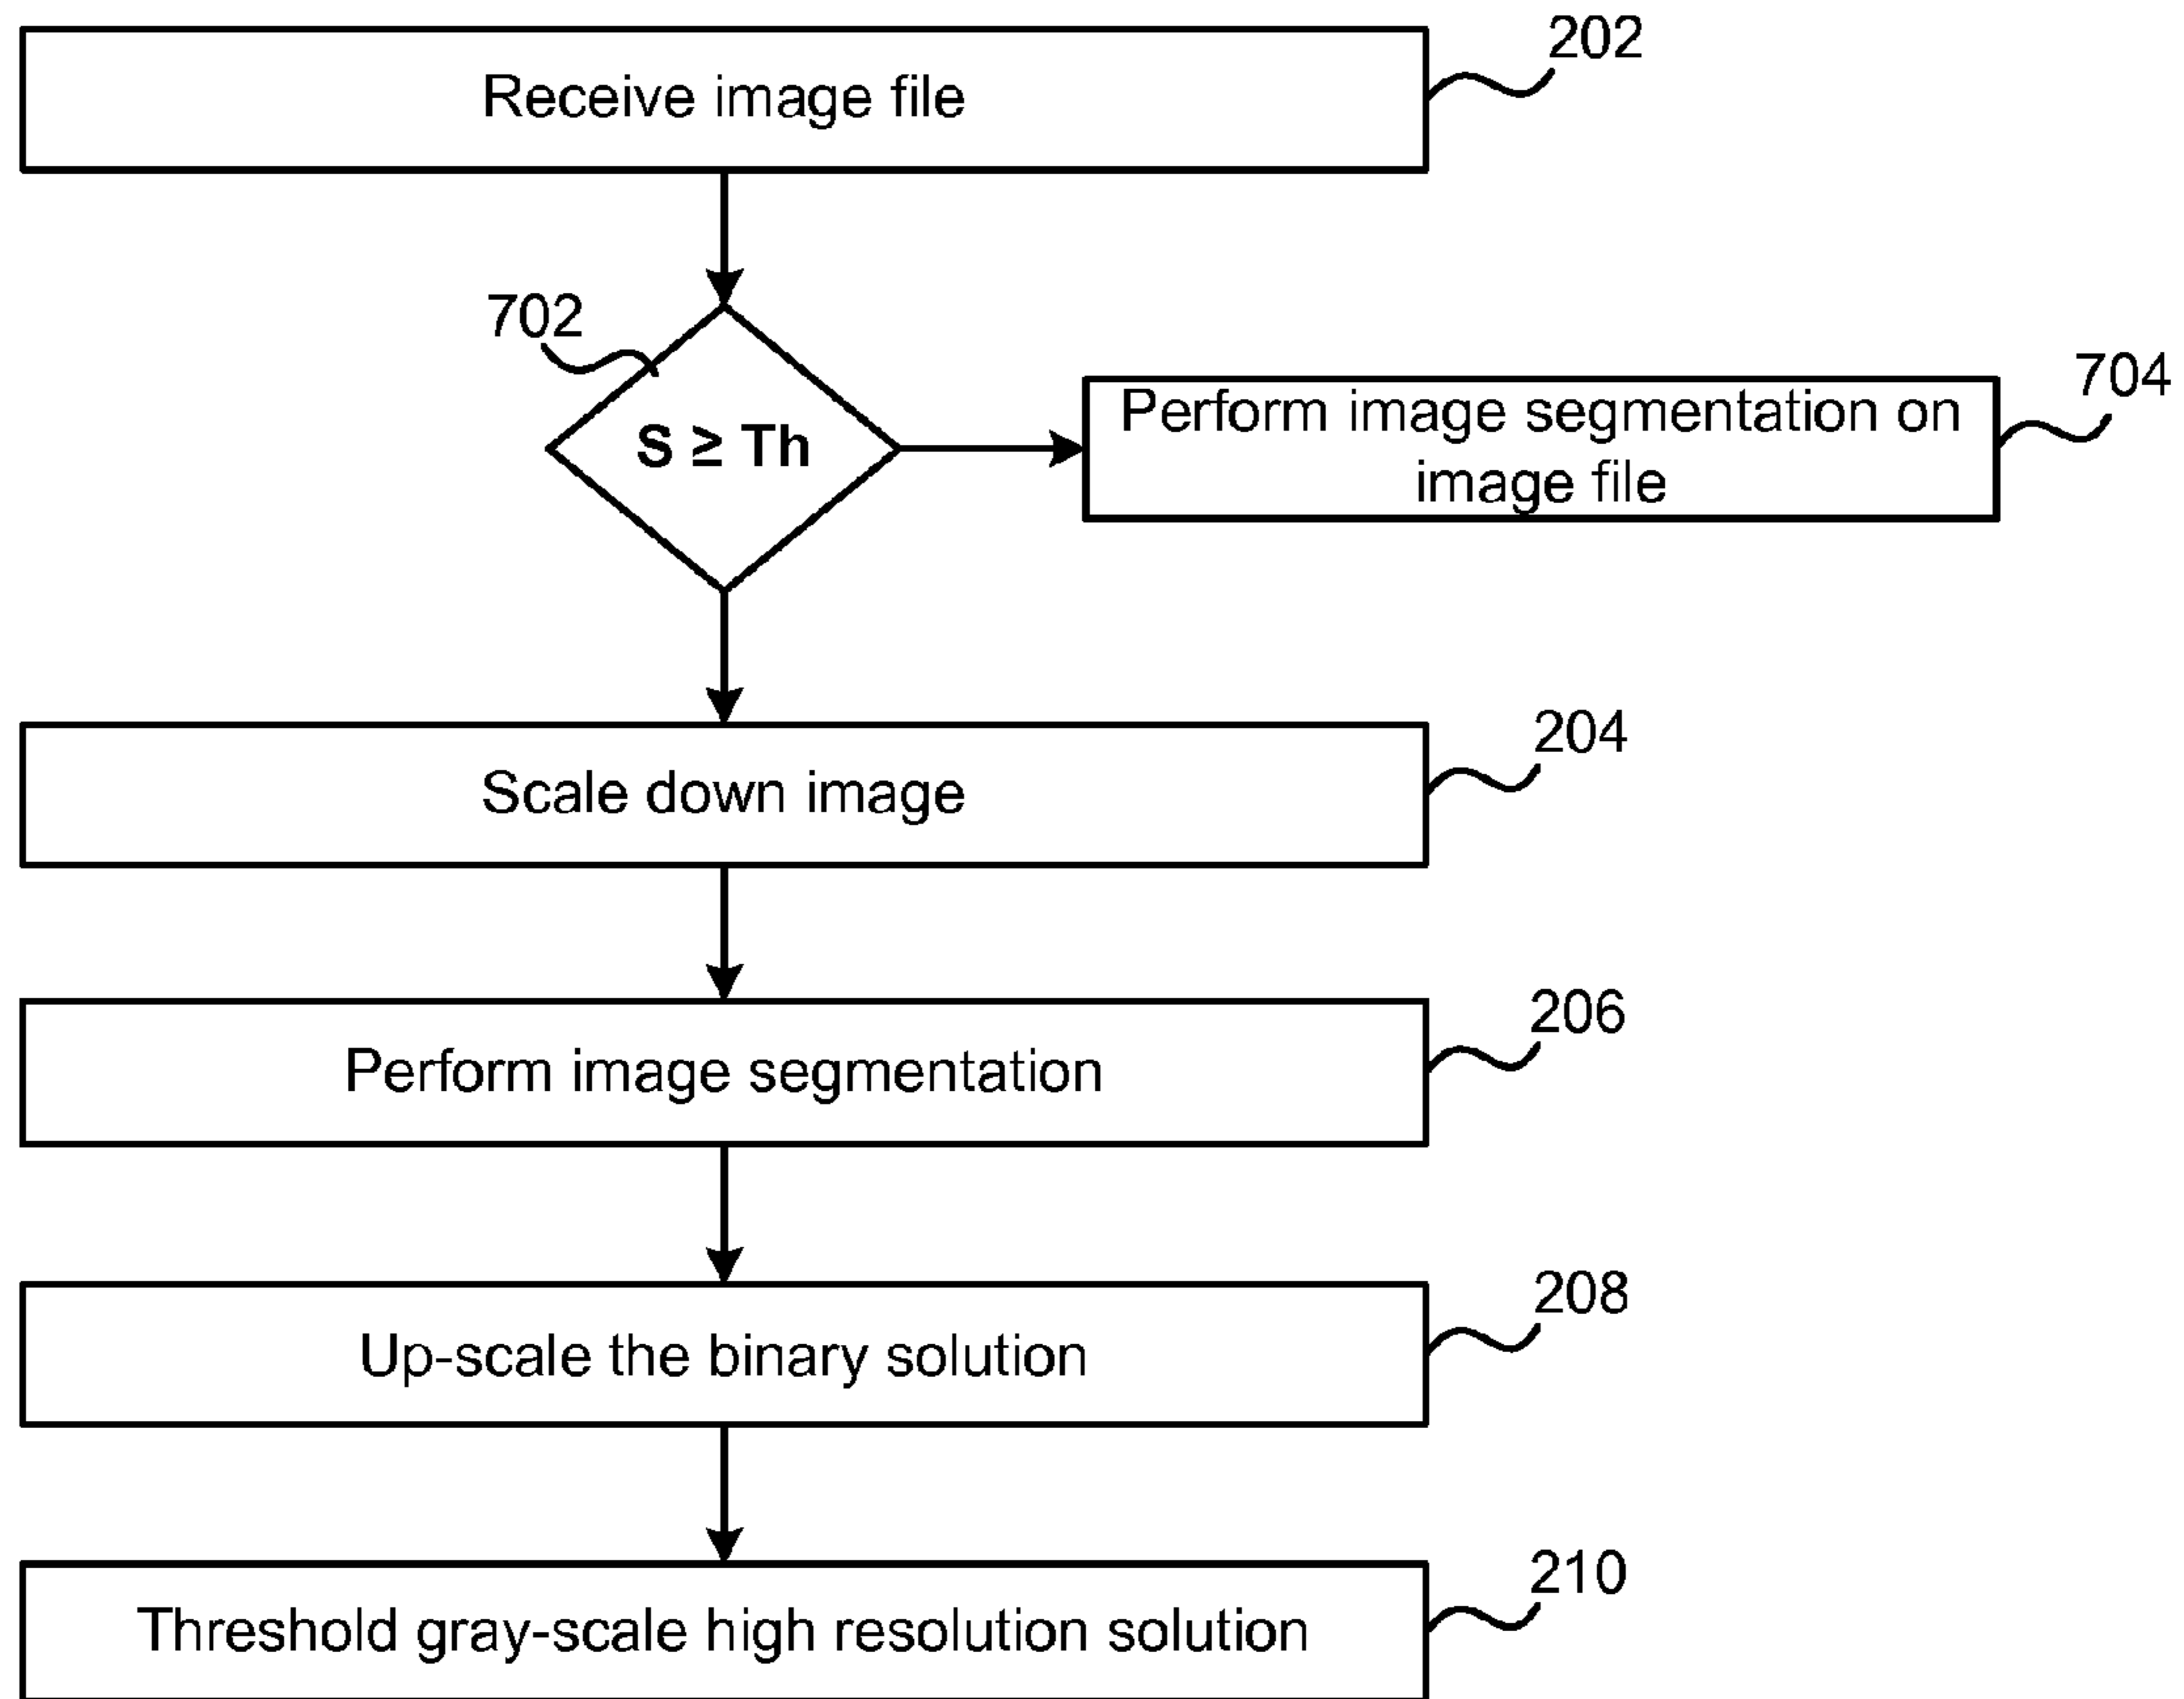 Receive image file
202
702
S ≥ Th
Perform image segmentation on
image file
704
Scale down image
204
Perform image segmentation
206
Up-scale the binary solution
208
Threshold gray-scale high resolution solution
210